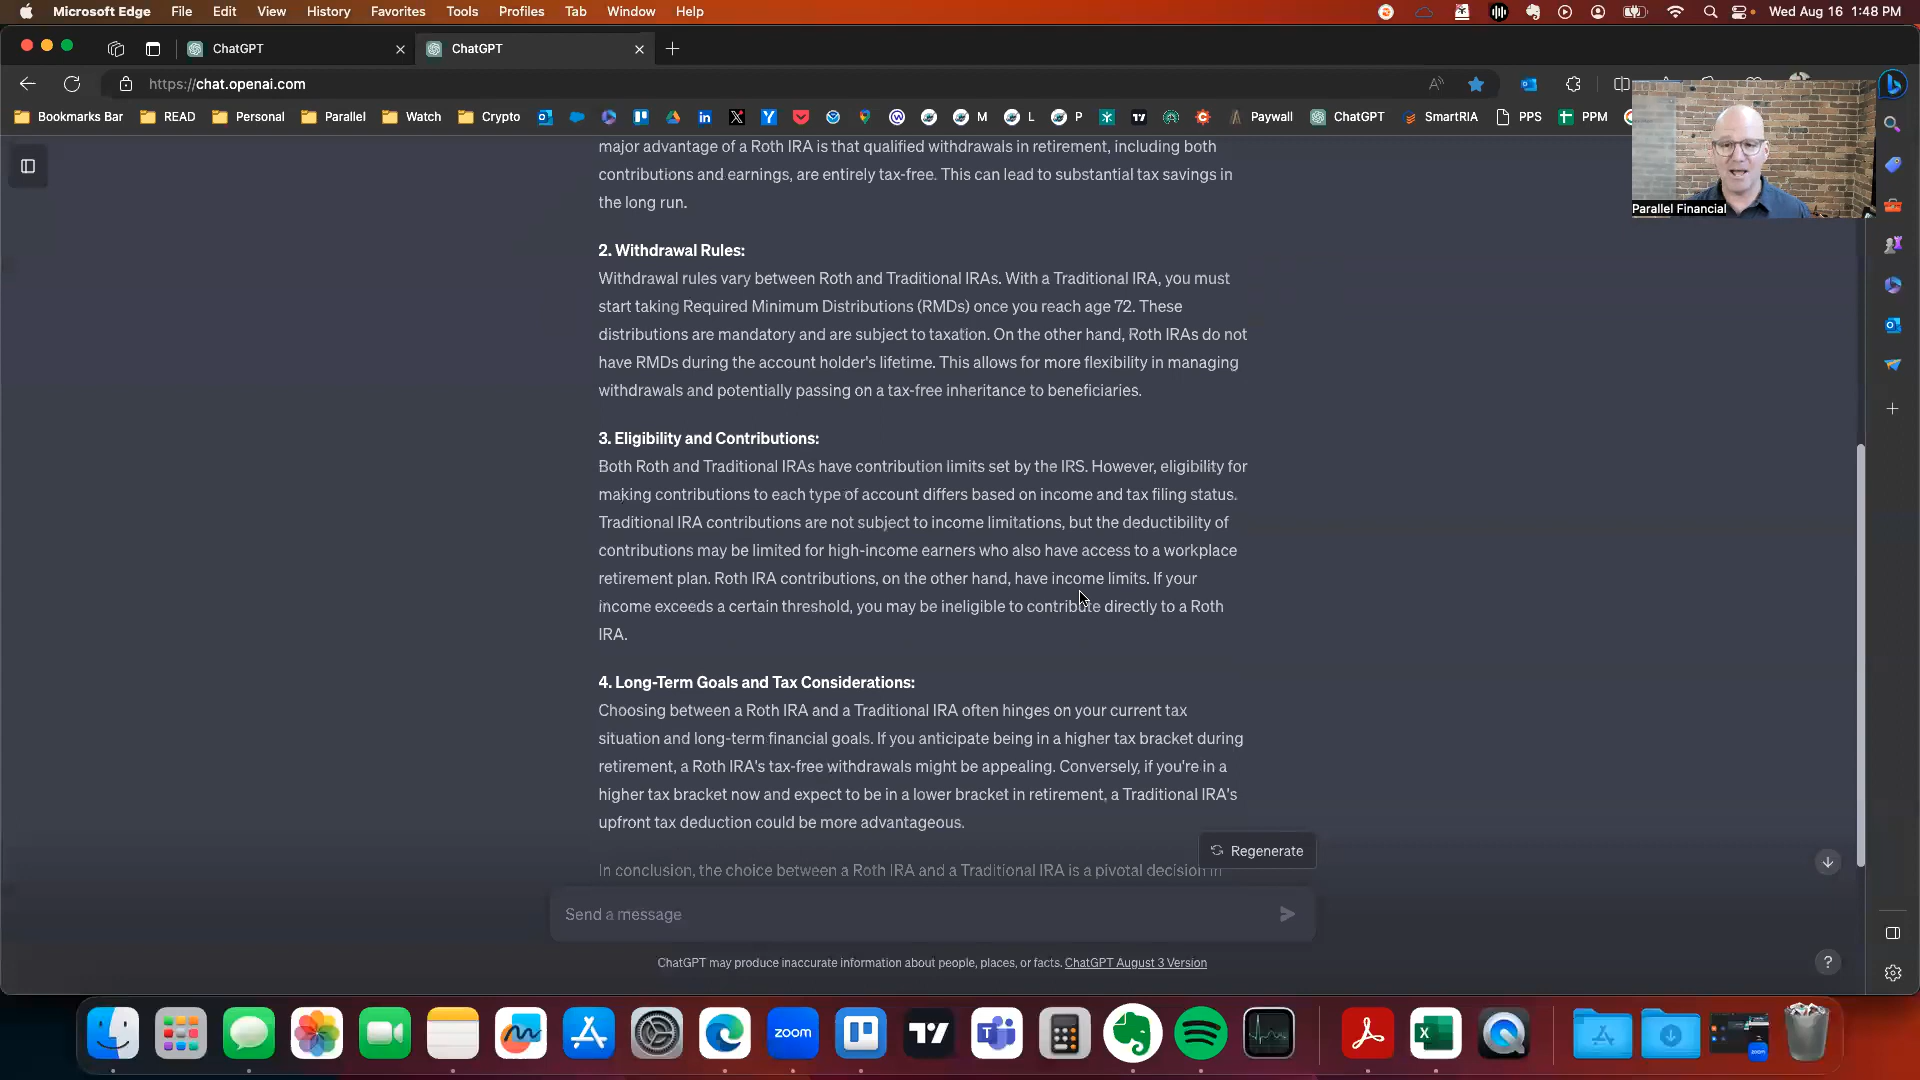 Microsoft Edge File Edit View History Favorites Tools Profiles Tab Window Help Wed Aug 16 1:48 PM
ChatGPT ChatGPT
https://chat.openai.com
Bookmarks Bar READ Personal Parallel Watch Crypto M L P Paywall ChatGPT SmartRIA PPS PPM
Parallel Financial
major advantage of a Roth IRA is that qualified withdrawals in retirement, including both
contributions and earnings, are entirely tax-free. This can lead to substantial tax savings in
the long run.
2. Withdrawal Rules:
Withdrawal rules vary between Roth and Traditional IRAs. With a Traditional IRA, you must
start taking Required Minimum Distributions (RMDs) once you reach age 72. These
distributions are mandatory and are subject to taxation. On the other hand, Roth IRAs do not
have RMDs during the account holder's lifetime. This allows for more flexibility in managing
withdrawals and potentially passing on a tax-free inheritance to beneficiaries.
3. Eligibility and Contributions:
Both Roth and Traditional IRAs have contribution limits set by the IRS. However, eligibility for
making contributions to each type of account differs based on income and tax filing status.
Traditional IRA contributions are not subject to income limitations, but the deductibility of
contributions may be limited for high-income earners who also have access to a workplace
retirement plan. Roth IRA contributions, on the other hand, have income limits. If your
income exceeds a certain threshold, you may be ineligible to contribute directly to a Roth
IRA.
4. Long-Term Goals and Tax Considerations:
Choosing between a Roth IRA and a Traditional IRA often hinges on your current tax
situation and long-term financial goals. If you anticipate being in a higher tax bracket during
retirement, a Roth IRA's tax-free withdrawals might be appealing. Conversely, if you're in a
higher tax bracket now and expect to be in a lower bracket in retirement, a Traditional IRA's
upfront tax deduction could be more advantageous.
Regenerate
In conclusion, the choice between a Roth IRA and a Traditional IRA is a pivotal decision in
Send a message
ChatGPT may produce inaccurate information about people, places, or facts. ChatGPT August 3 Version
?
zoom